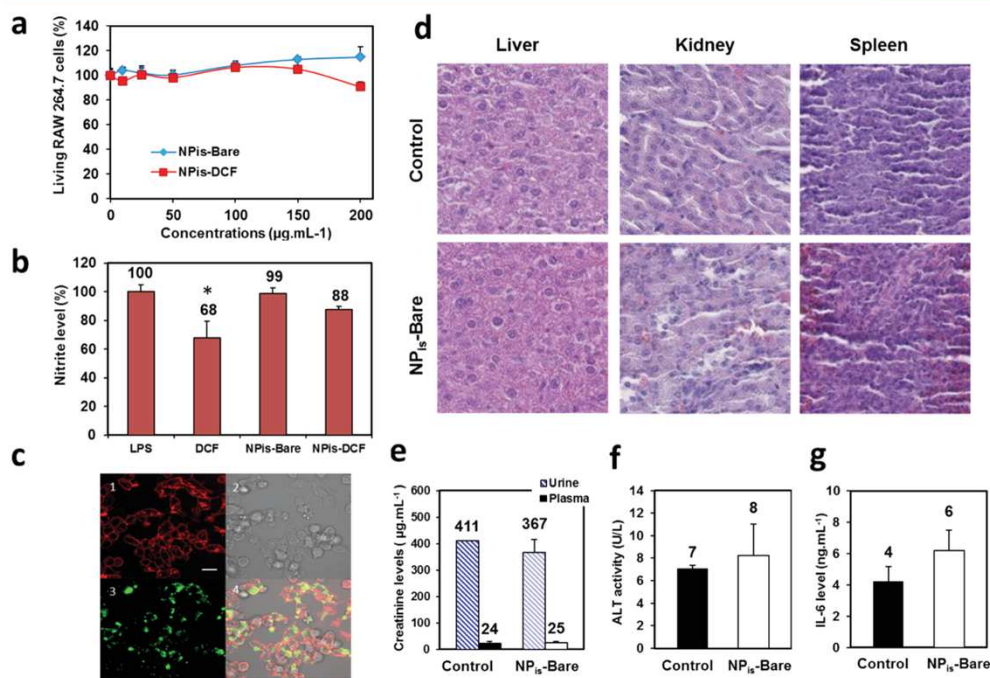 a
Living RAW 264.7 cells (%)
140
120
100
80
60
40
20
0
NPis-Bare
NPis-DCF
0 50 100 150 200
Concentrations (µg.mL-1)
b
Nitrite level (%)
120
100
80
60
40
20
0
100
*
68
99
88
LPS DCF NPis-Bare NPis-DCF
c
1 2
3 4
d
Liver Kidney Spleen
Control
NPis-Bare
e
Urine
Plasma
Creatinine levels ( µg.mL-1)
600
500
400
300
200
100
0
411
24
367
25
Control NPis-Bare
f
ALT activity (U/L)
14
12
10
8
6
4
2
0
7
8
Control NPis-Bare
g
IL-6 level (ng.mL-1)
10
8
6
4
2
0
4
6
Control NPis-Bare